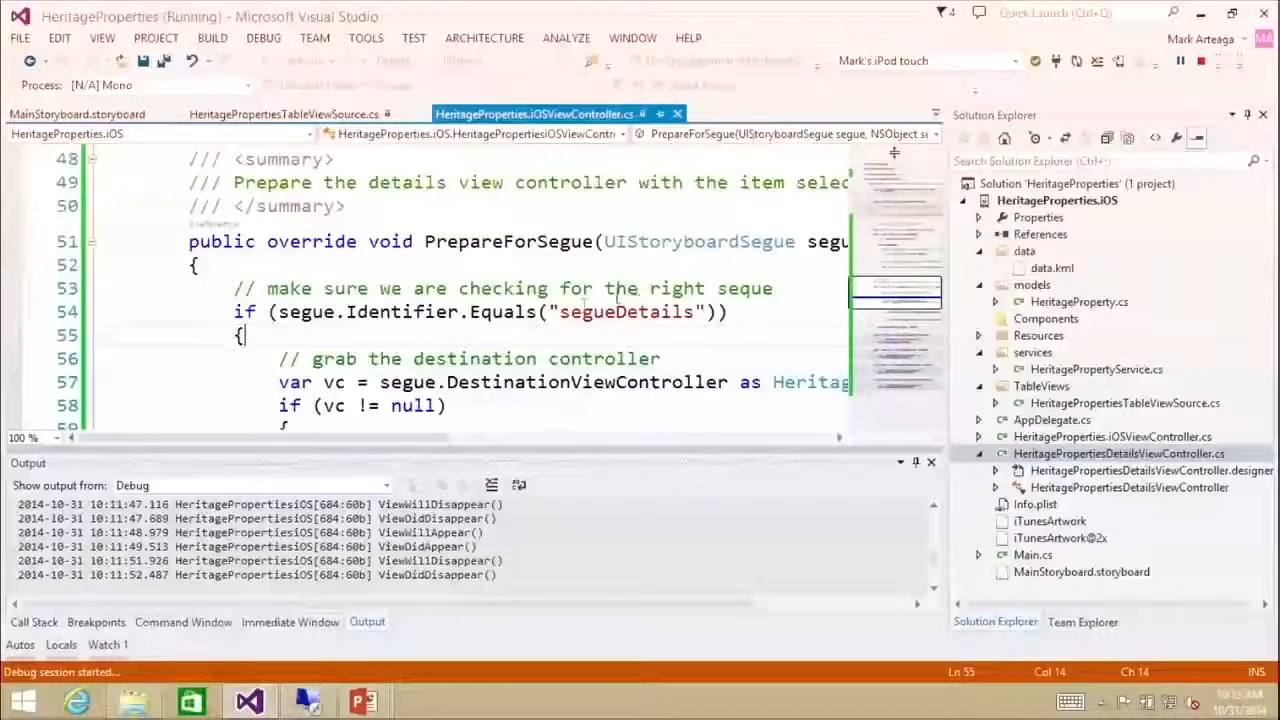 HeritageProperties (Running) - Microsoft Visual Studio
4
Quick Launch (Ctrl+Q)
FILE EDIT VIEW PROJECT BUILD DEBUG TEAM TOOLS TEST ARCHITECTURE ANALYZE WINDOW HELP
Mark Arteaga
MA
Mark's iPod touch
Process: [N/A] Mono
MainStoryboard.storyboard
HeritagePropertiesTableViewSource.cs
HeritageProperties.iOSViewController.cs
HeritageProperties.iOS
HeritageProperties.iOS.HeritagePropertiesiOSViewContr
PrepareForSegue(UIStoryboardSegue segue, NSObject se
48 /// <summary>
49 /// Prepare the details view controller with the item selec
50 /// </summary>
51 public override void PrepareForSegue(UIStoryboardSegue segu
52 {
53 // make sure we are checking for the right seque
54 if (segue.Identifier.Equals("segueDetails"))
55 {
56 // grab the destination controller
57 var vc = segue.DestinationViewController as Heritag
58 if (vc != null)
59 {
100 %
Output
Show output from: Debug
2014-10-31 10:11:47.116 HeritagePropertiesiOS[684:60b] ViewWillDisappear()
2014-10-31 10:11:47.689 HeritagePropertiesiOS[684:60b] ViewDidDisappear()
2014-10-31 10:11:48.979 HeritagePropertiesiOS[684:60b] ViewWillAppear()
2014-10-31 10:11:49.513 HeritagePropertiesiOS[684:60b] ViewDidAppear()
2014-10-31 10:11:51.926 HeritagePropertiesiOS[684:60b] ViewWillDisappear()
2014-10-31 10:11:52.487 HeritagePropertiesiOS[684:60b] ViewDidDisappear()
Call Stack Breakpoints Command Window Immediate Window Output
Autos Locals Watch 1
Solution Explorer
Search Solution Explorer (Ctrl+;)
Solution 'HeritageProperties' (1 project)
HeritageProperties.iOS
Properties
References
data
data.kml
models
HeritageProperty.cs
Components
Resources
services
HeritagePropertyService.cs
TableViews
HeritagePropertiesTableViewSource.cs
AppDelegate.cs
HeritageProperties.iOSViewController.cs
HeritagePropertiesDetailsViewController.cs
HeritagePropertiesDetailsViewController.designer
HeritagePropertiesDetailsViewController
Info.plist
iTunesArtwork
iTunesArtwork@2x
Main.cs
MainStoryboard.storyboard
Solution Explorer Team Explorer
Debug session started...
Ln 55 Col 14 Ch 14 INS
10/31/2014